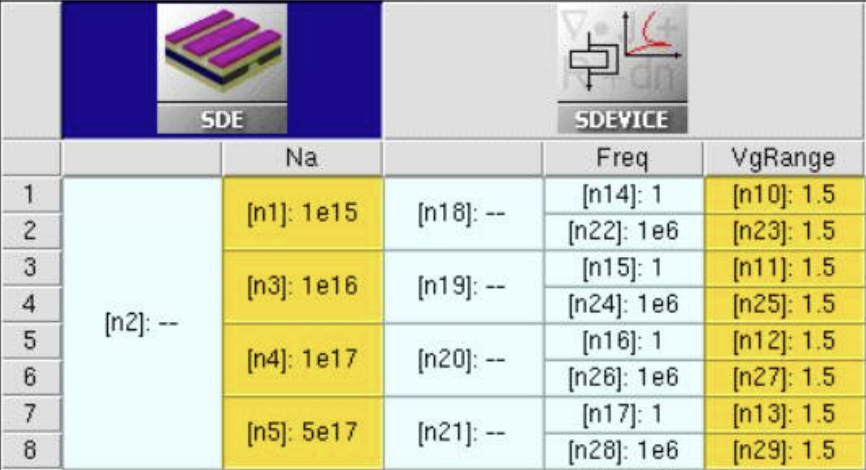 SDE
SDEVICE
Na Freq VgRange
1 [n1]: 1e15 [n18]: -- [n14]: 1 [n10]: 1.5
2 [n22]: 1e6 [n23]: 1.5
3 [n3]: 1e16 [n19]: -- [n15]: 1 [n11]: 1.5
4 [n2]: -- [n24]: 1e6 [n25]: 1.5
5 [n4]: 1e17 [n20]: -- [n16]: 1 [n12]: 1.5
6 [n26]: 1e6 [n27]: 1.5
7 [n5]: 5e17 [n21]: -- [n17]: 1 [n13]: 1.5
8 [n28]: 1e6 [n29]: 1.5